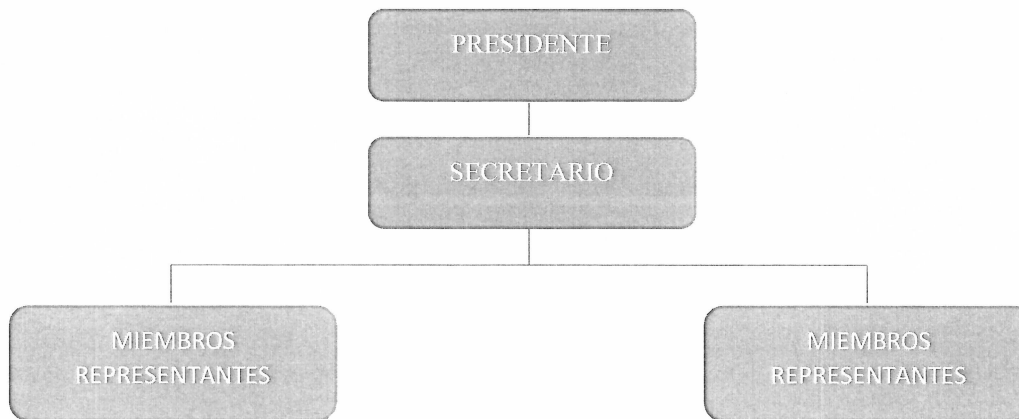 PRESIDENTE
SECRETARIO
MIEMBROS
REPRESENTANTES
MIEMBROS
REPRESENTANTES